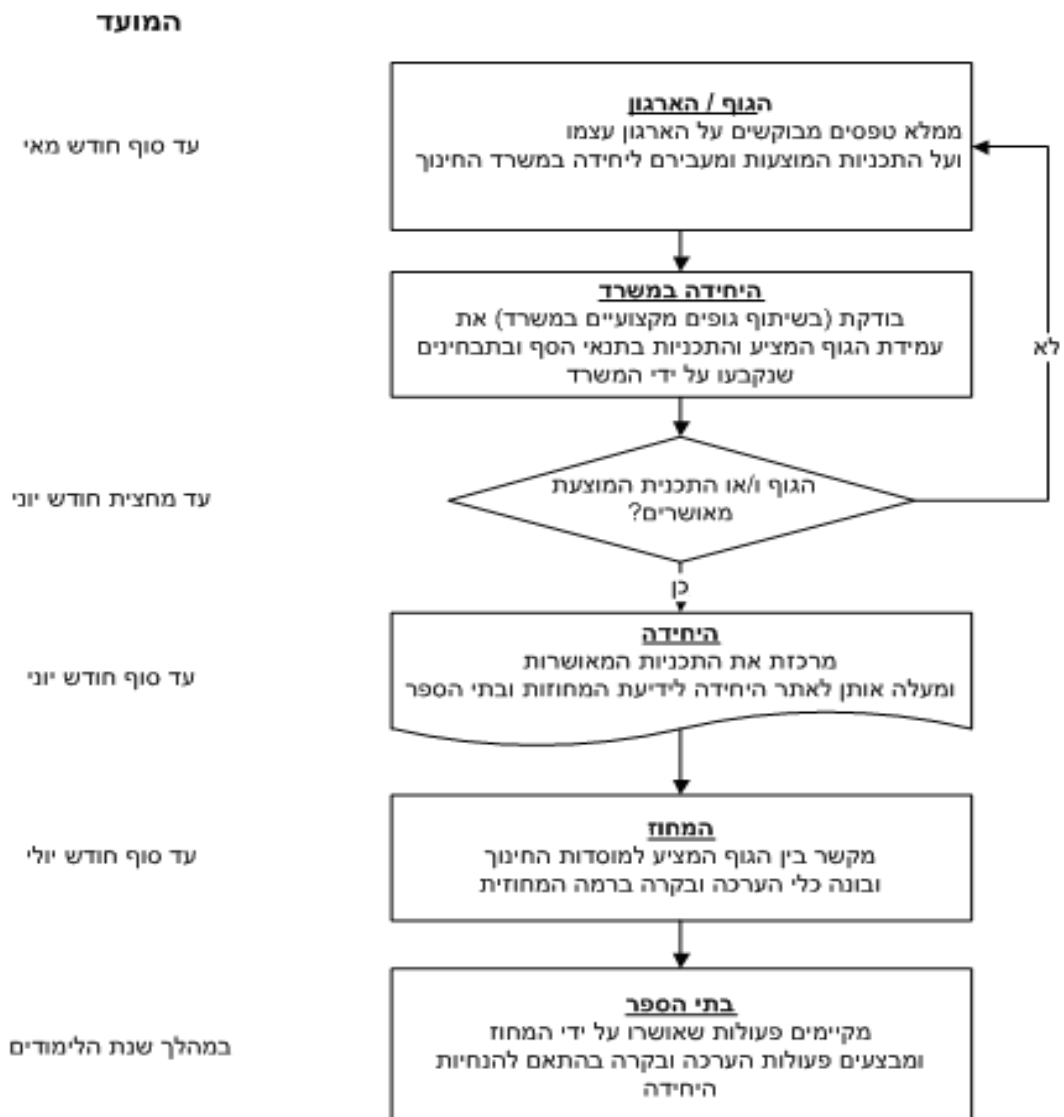 המועד
הגוף / הארגון
ממלא טפסים מבוקשים על הארגון עצמו
ועל התכניות המוצעות ומעבירם ליחידה במשרד החינוך
עד סוף חודש מאי
היחידה במשרד
בודקת (בשיתוף גופים מקצועיים במשרד) את
עמידת הגוף המציע והתכניות בתנאי הסף ובתבחינים
שנקבעו על ידי המשרד
לא
הגוף ו/או התכנית המוצעת
מאושרים?
עד מחצית חודש יוני
כן
היחידה
מרכזת את התכניות המאושרות
ומעלה אותן לאתר היחידה לידיעת המחוזות ובתי הספר
עד סוף חודש יוני
המחוז
מקשר בין הגוף המציע למוסדות החינוך
ובונה כלי הערכה ובקרה ברמה המחוזית
עד סוף חודש יולי
בתי הספר
מקיימים פעולות שאושרו על ידי המחוז
ומבצעים פעולות הערכה ובקרה בהתאם להנחיות
היחידה
במהלך שנת הלימודים